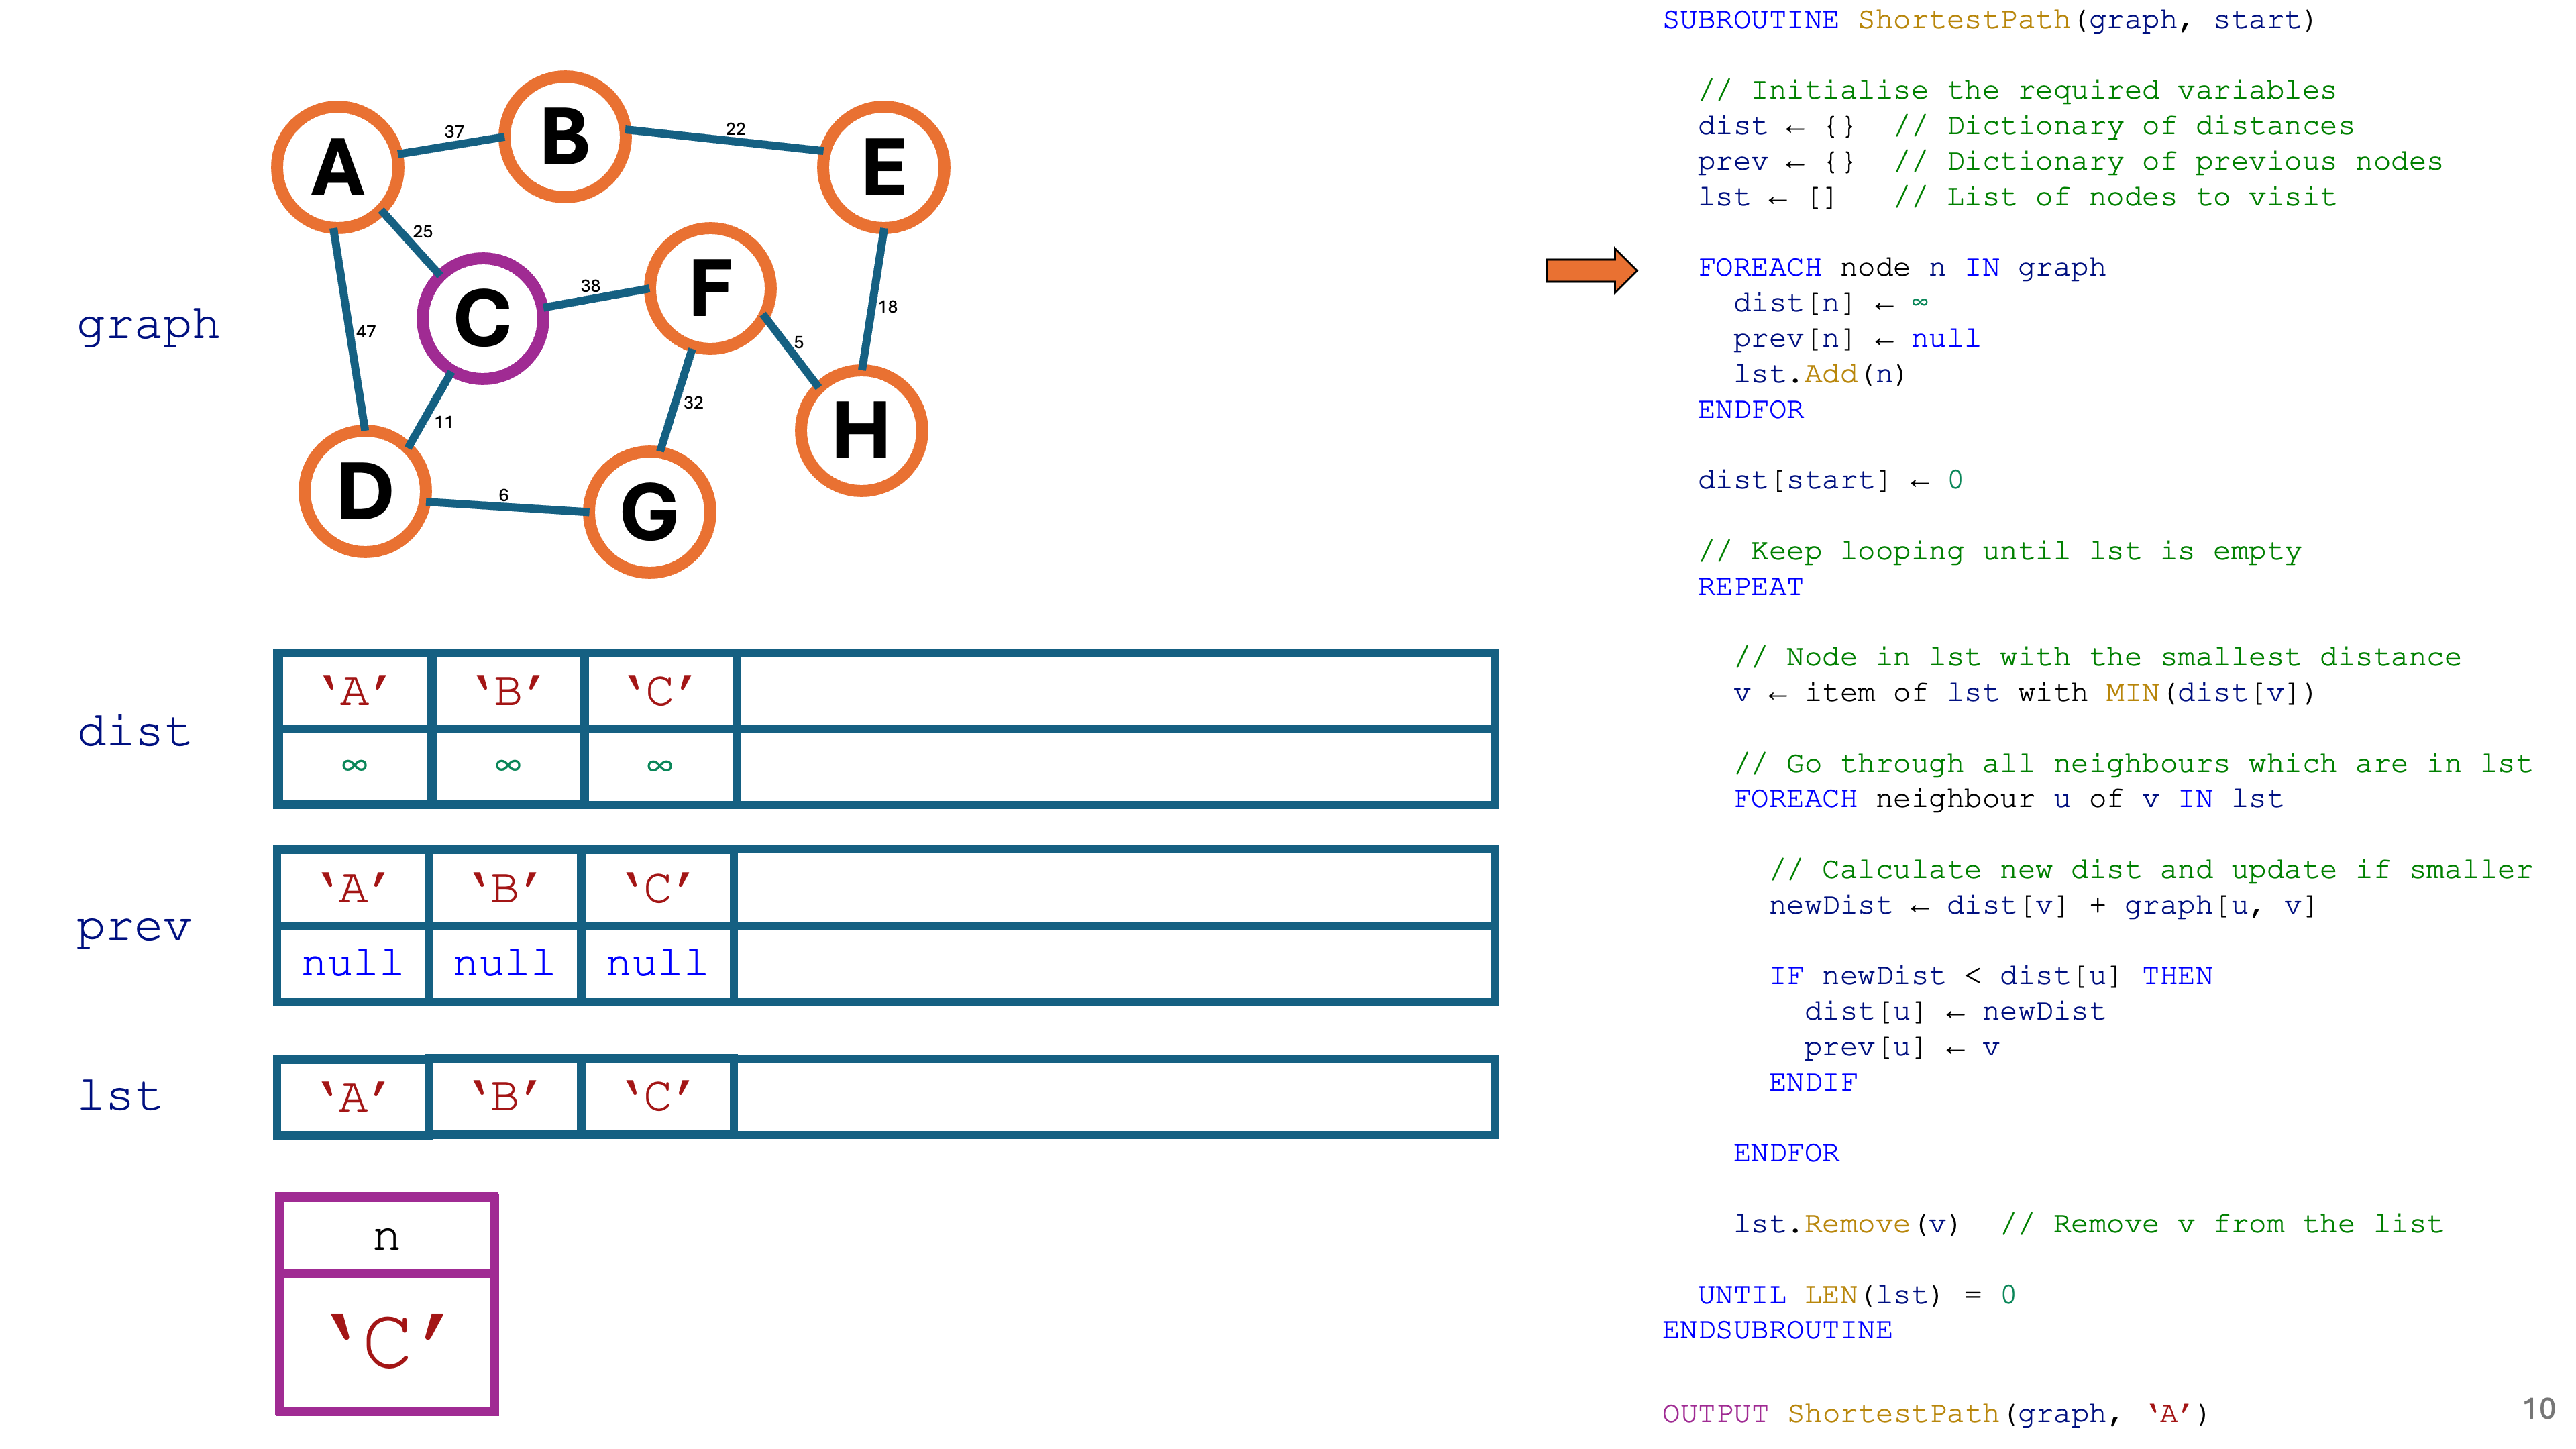 graph
A
B
C
D
E
F
G
H
37
22
25
38
47
11
6
32
5
18
dist
‘A’ ‘B’ ‘C’
∞ ∞ ∞
prev
‘A’ ‘B’ ‘C’
null null null
lst
‘A’ ‘B’ ‘C’
n
‘C’
SUBROUTINE ShortestPath(graph, start)
// Initialise the required variables
dist ← {} // Dictionary of distances
prev ← {} // Dictionary of previous nodes
lst ← [] // List of nodes to visit
FOREACH node n IN graph
dist[n] ← ∞
prev[n] ← null
lst.Add(n)
ENDFOR
dist[start] ← 0
// Keep looping until lst is empty
REPEAT
// Node in lst with the smallest distance
v ← item of lst with MIN(dist[v])
// Go through all neighbours which are in lst
FOREACH neighbour u of v IN lst
// Calculate new dist and update if smaller
newDist ← dist[v] + graph[u, v]
IF newDist < dist[u] THEN
dist[u] ← newDist
prev[u] ← v
ENDIF
ENDFOR
lst.Remove(v) // Remove v from the list
UNTIL LEN(lst) = 0
ENDSUBROUTINE
OUTPUT ShortestPath(graph, ‘A’)
10